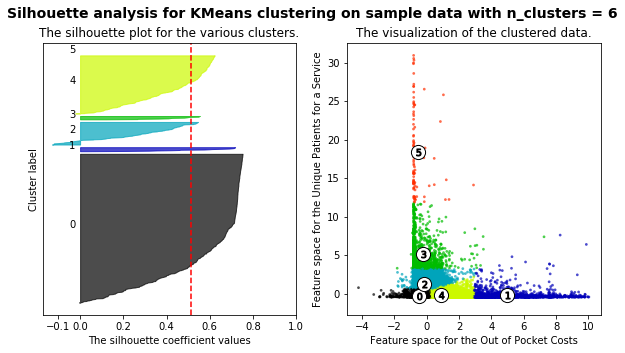 Silhouette analysis for KMeans clustering on sample data with n_clusters = 6
The silhouette plot for the various clusters.
Cluster label
5
4
3
2
1
0
−0.1 0.0 0.2 0.4 0.6 0.8 1.0
The silhouette coefficient values
The visualization of the clustered data.
Feature space for the Unique Patients for a Service
30
25
20
15
10
5
0
5
3
2
0
4
1
−4 −2 0 2 4 6 8 10
Feature space for the Out of Pocket Costs